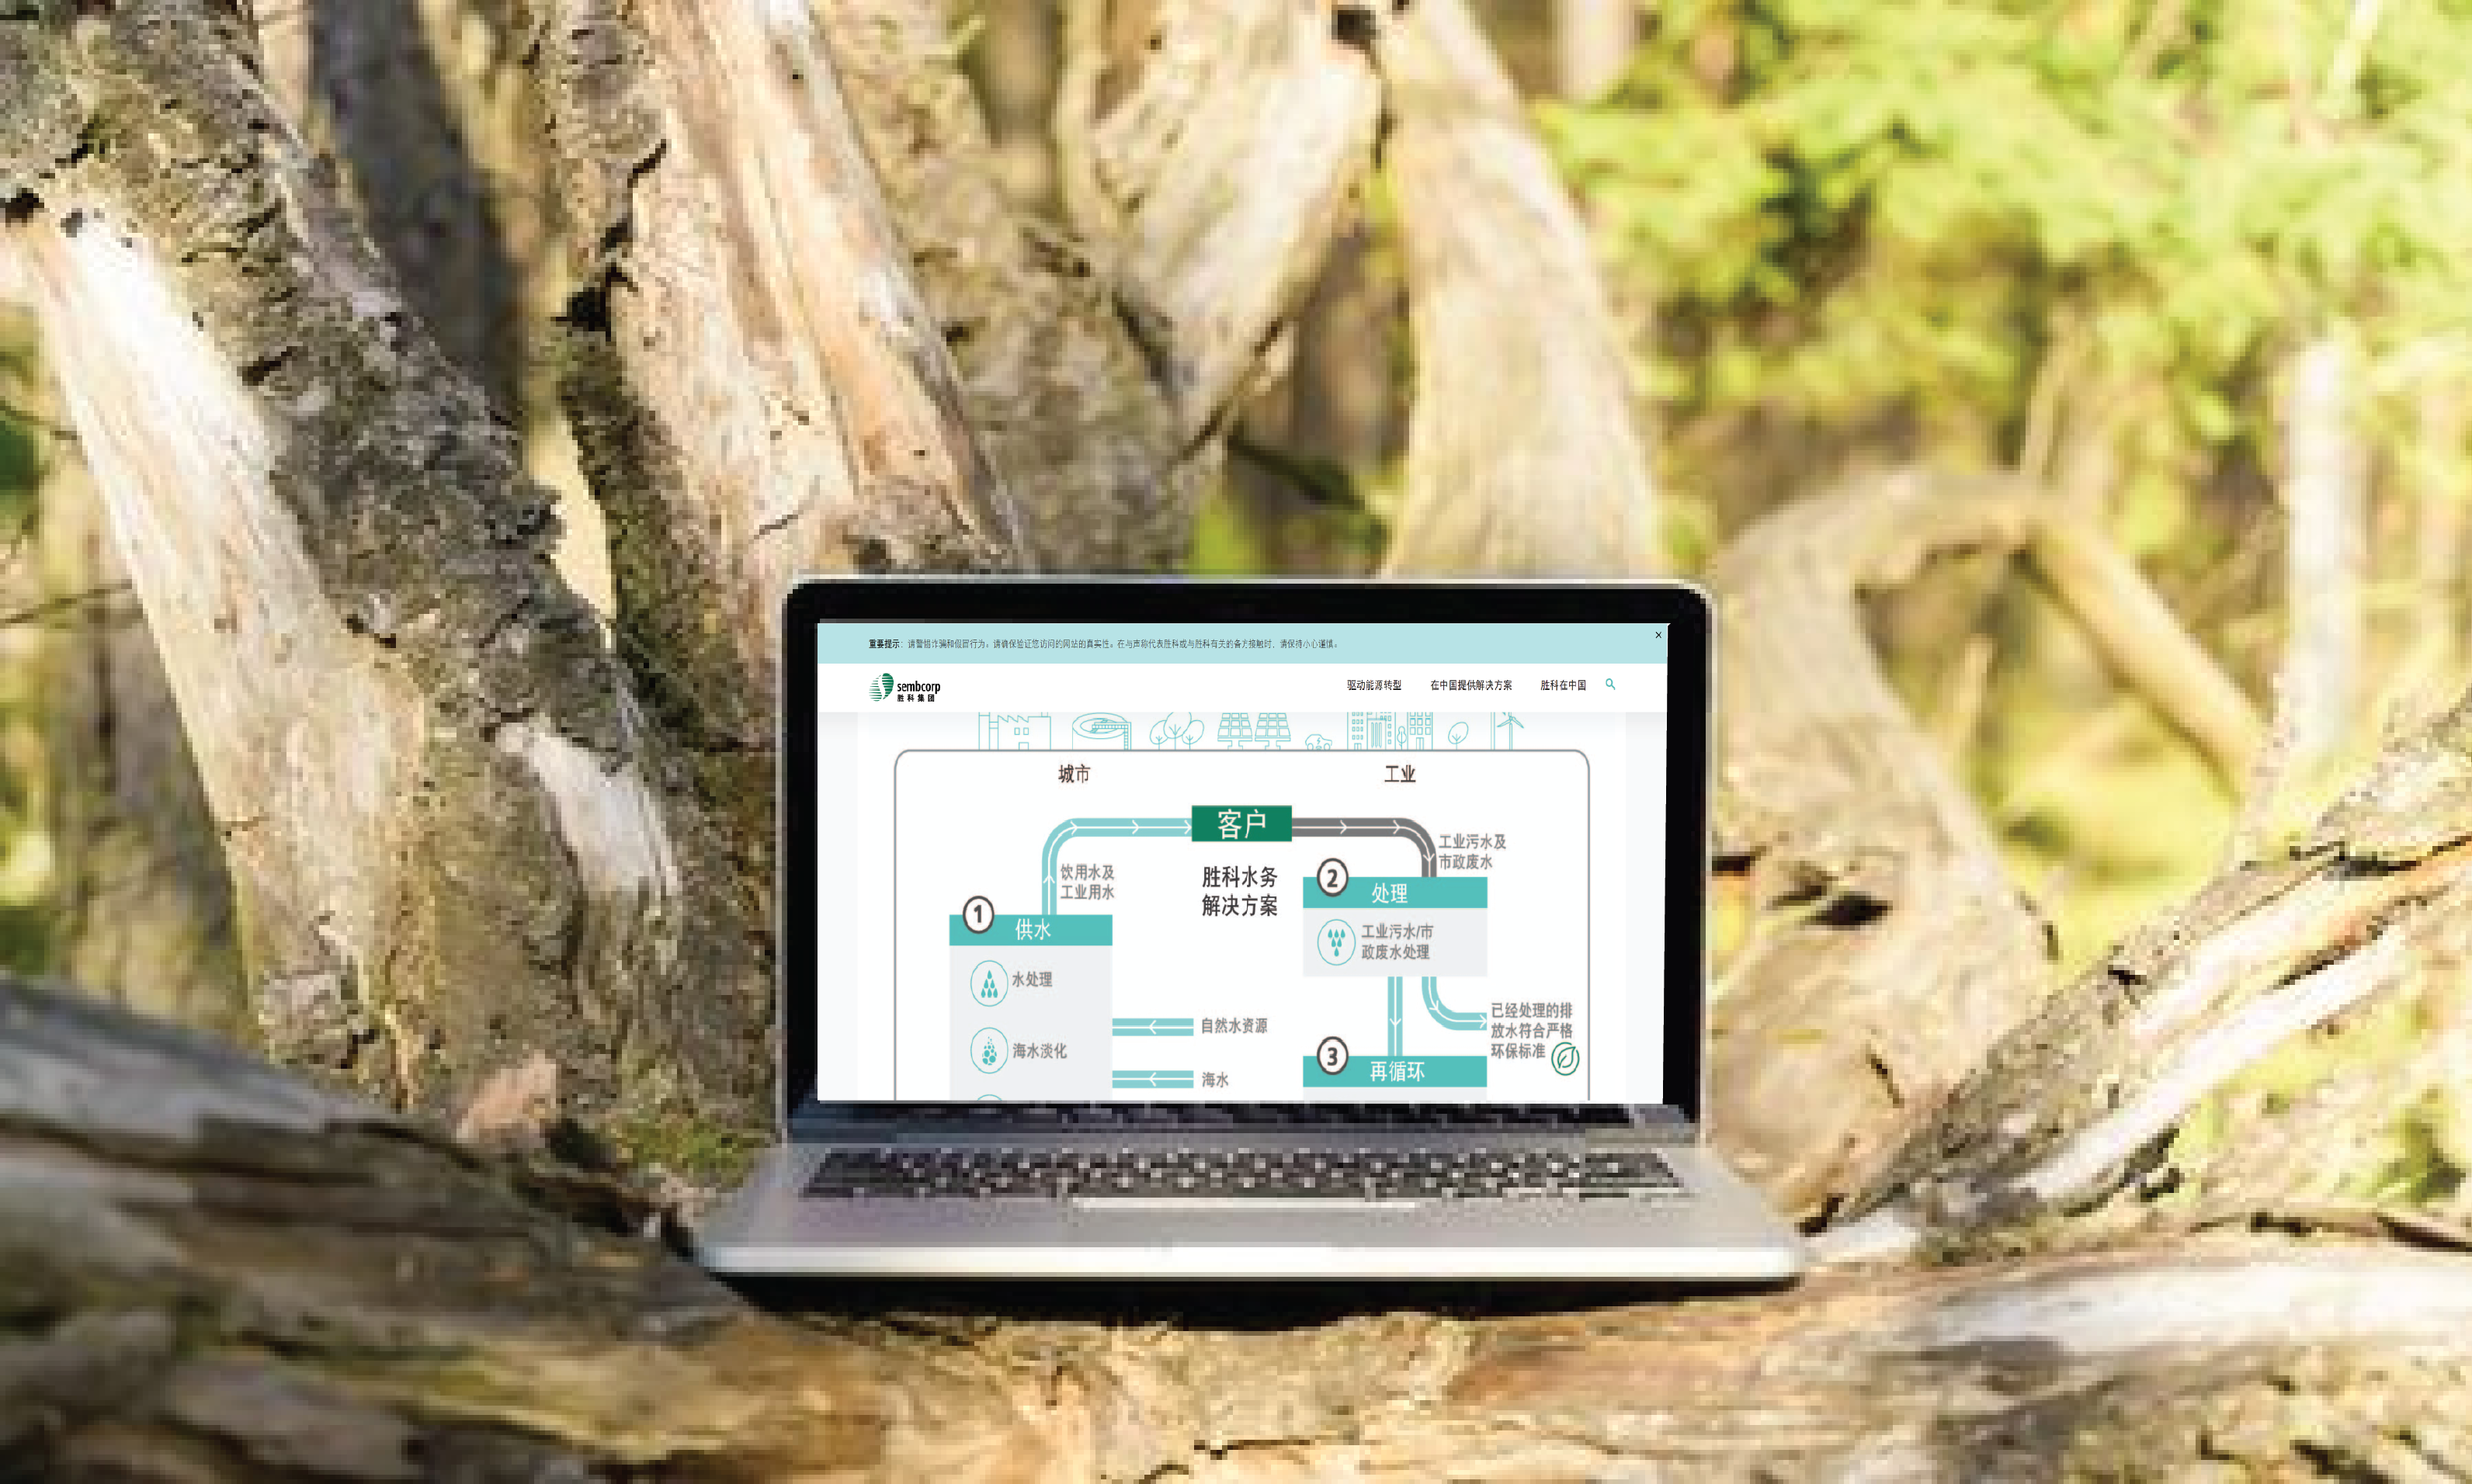 重要提示：请警惕诈骗和假冒行为。请确保验证您访问的网站的真实性。在与声称代表胜科或与胜科有关的各方接触时，请保持小心谨慎。
sembcorp
胜科集团
驱动能源转型 在中国提供解决方案 胜科在中国
城市
工业
客户
工业污水及
市政废水
饮用水及
工业用水
胜科水务
解决方案
1
供水
2
处理
工业污水/市
政废水处理
水处理
自然水资源
已经处理的排
放水符合严格
环保标准
海水淡化
海水
3
再循环